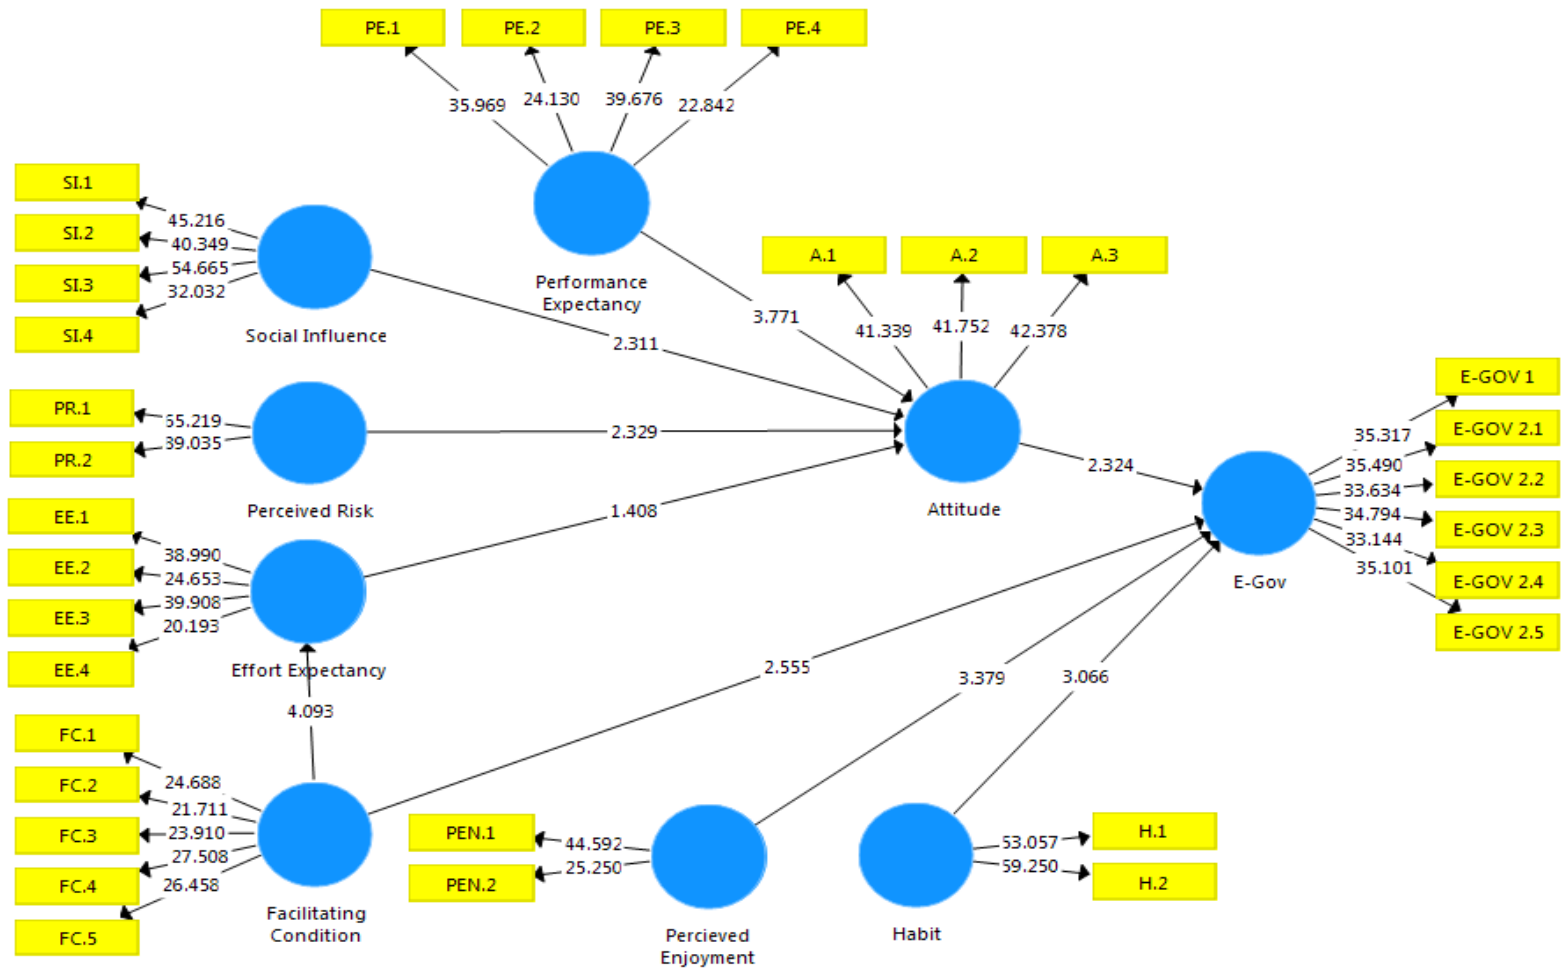 PE.1
PE.2
PE.3
PE.4
35.969
24.130
39.676
22.842
Performance
Expectancy
SI.1
SI.2
SI.3
SI.4
45.216
40.349
54.665
32.032
Social Influence
A.1
A.2
A.3
41.339
41.752
42.378
3.771
2.311
PR.1
PR.2
55.219
39.035
Perceived Risk
2.329
Attitude
2.324
E-GOV 1
E-GOV 2.1
E-GOV 2.2
E-GOV 2.3
E-GOV 2.4
E-GOV 2.5
35.317
35.490
33.634
34.794
33.144
35.101
E-Gov
EE.1
EE.2
EE.3
EE.4
38.990
24.653
39.908
20.193
Effort Expectancy
1.408
4.093
2.555
3.379
3.066
FC.1
FC.2
FC.3
FC.4
FC.5
24.688
21.711
23.910
27.508
26.458
Facilitating
Condition
PEN.1
PEN.2
44.592
25.250
Percieved
Enjoyment
Habit
53.057
59.250
H.1
H.2